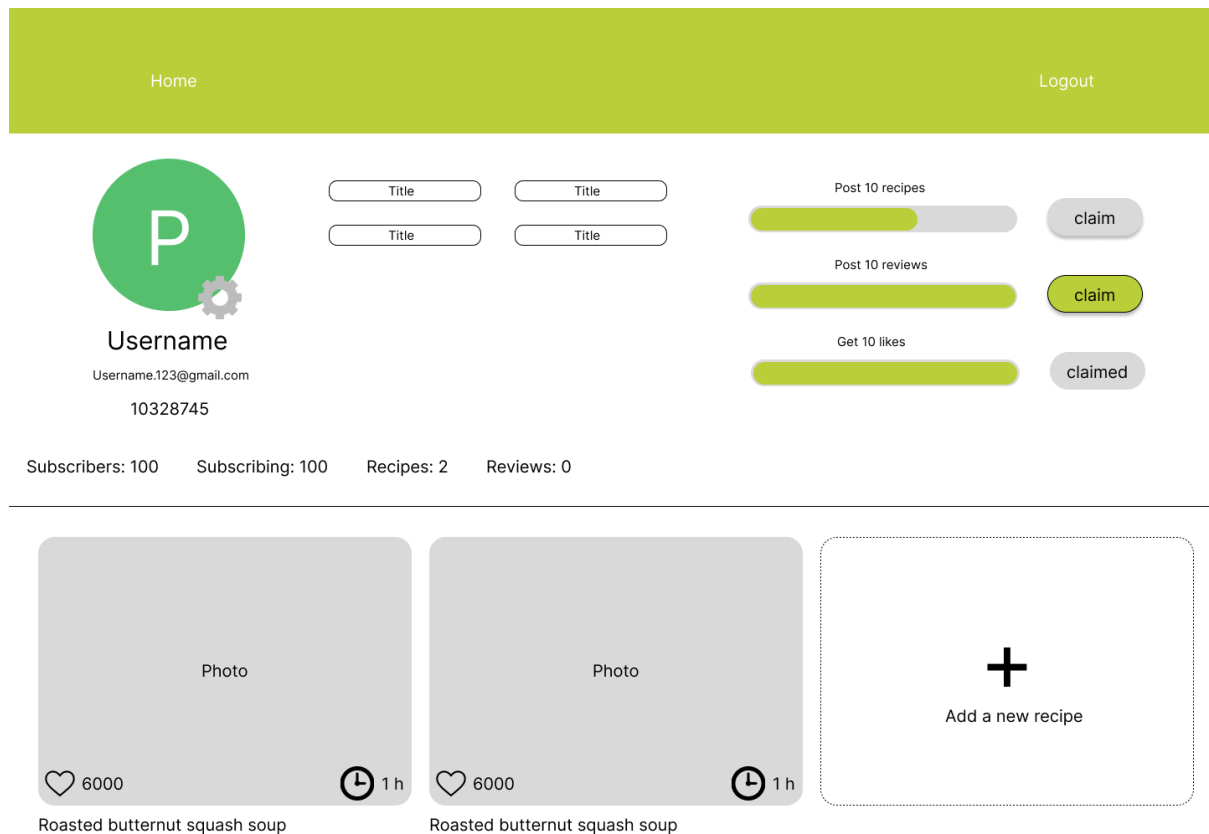 Home
Logout
P
Username
Username.123@gmail.com
10328745
Title
Title
Title
Title
Post 10 recipes
claim
Post 10 reviews
claim
Get 10 likes
claimed
Subscribers: 100
Subscribing: 100
Recipes: 2
Reviews: 0
Photo
6000
1 h
Roasted butternut squash soup
Photo
6000
1 h
Roasted butternut squash soup
Add a new recipe